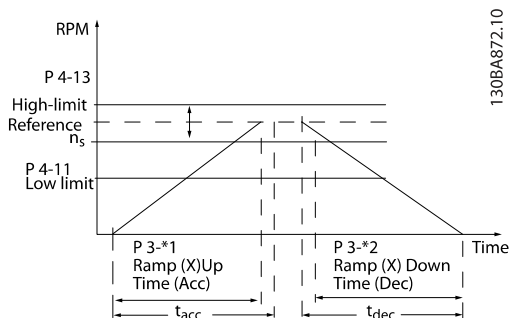 RPM
130BA872.10
P 4-13
High-limit
Reference
ns
P 4-11
Low limit
Time
P 3-*1
Ramp (X)Up
Time (Acc)
P 3-*2
Ramp (X) Down
Time (Dec)
tacc
tdec